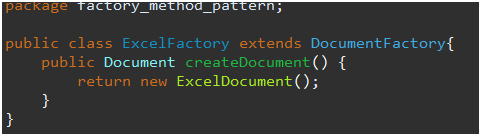 package factory_method_pattern;
public class ExcelFactory extends DocumentFactory{
    public Document createDocument() {
        return new ExcelDocument();
    }
}